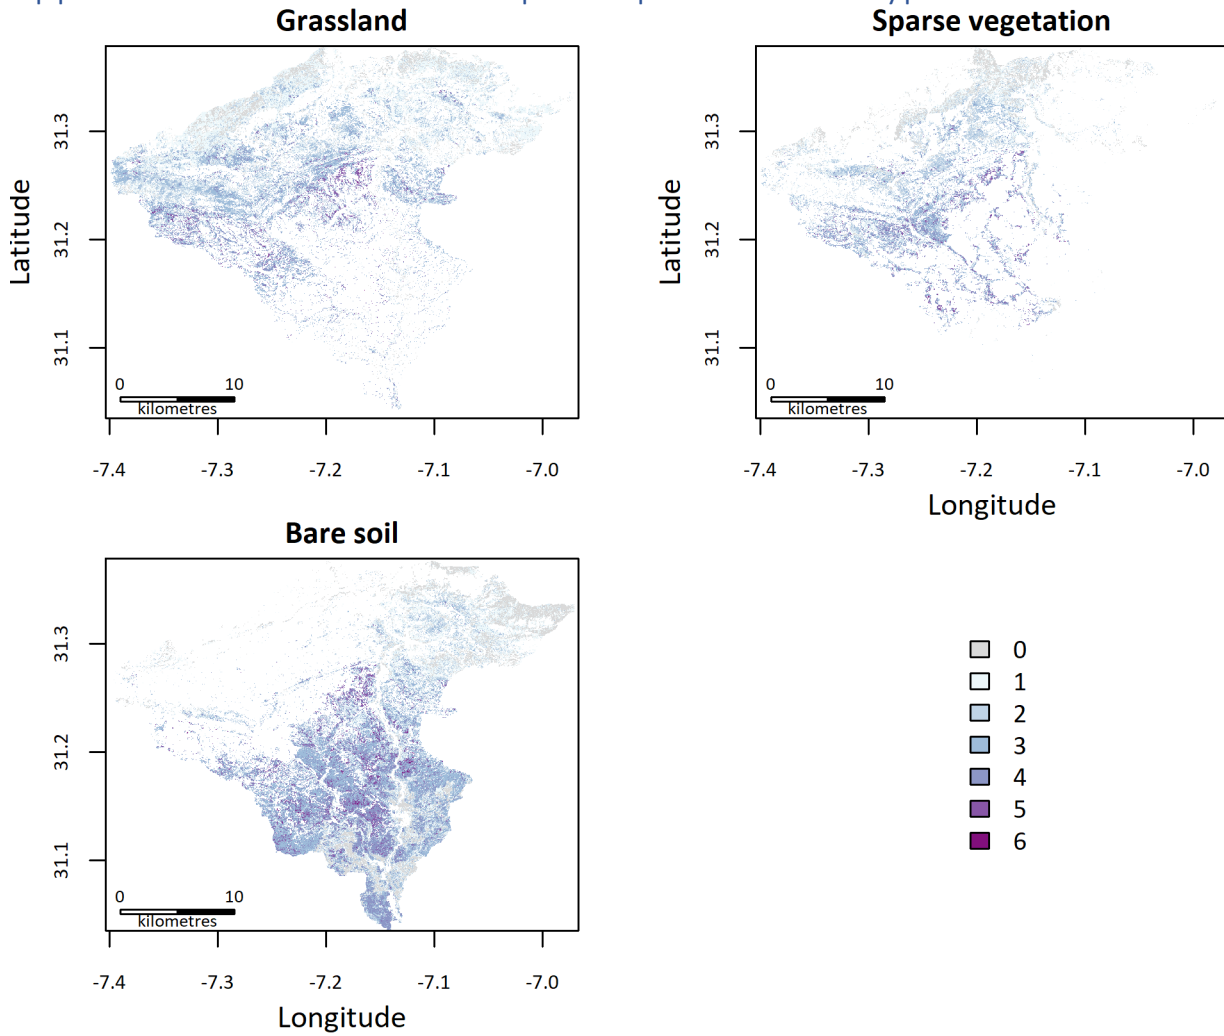 Grassland
Sparse vegetation
Latitude
31.3
31.2
31.1
0 10
kilometres
-7.4 -7.3 -7.2 -7.1 -7.0
Latitude
31.3
31.2
31.1
0 10
kilometres
-7.4 -7.3 -7.2 -7.1 -7.0
Longitude
Bare soil
31.3
31.2
31.1
0 10
kilometres
-7.4 -7.3 -7.2 -7.1 -7.0
Longitude
0
1
2
3
4
5
6